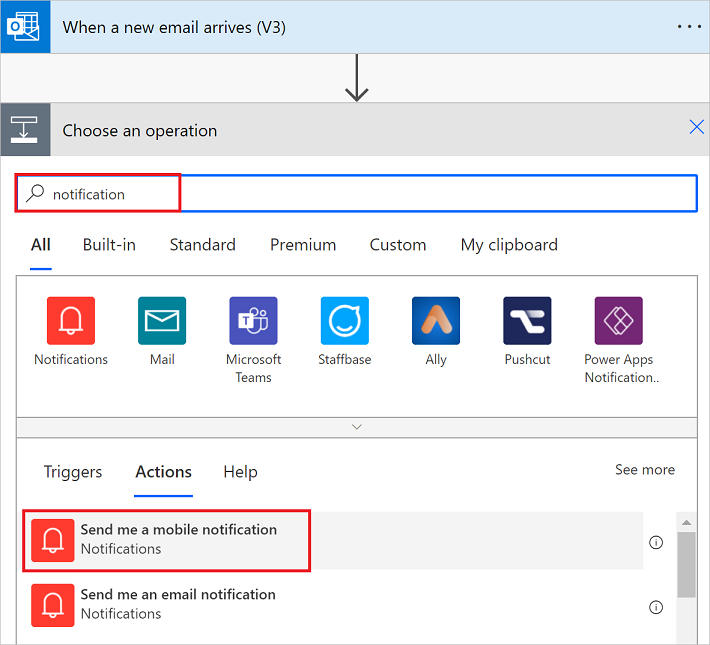 When a new email arrives (V3)
Choose an operation
notification
All Built-in Standard Premium Custom My clipboard
Notifications Mail Microsoft Teams Staffbase Ally Pushcut Power Apps Notification..
Triggers Actions Help See more
Send me a mobile notification
Notifications
Send me an email notification
Notifications